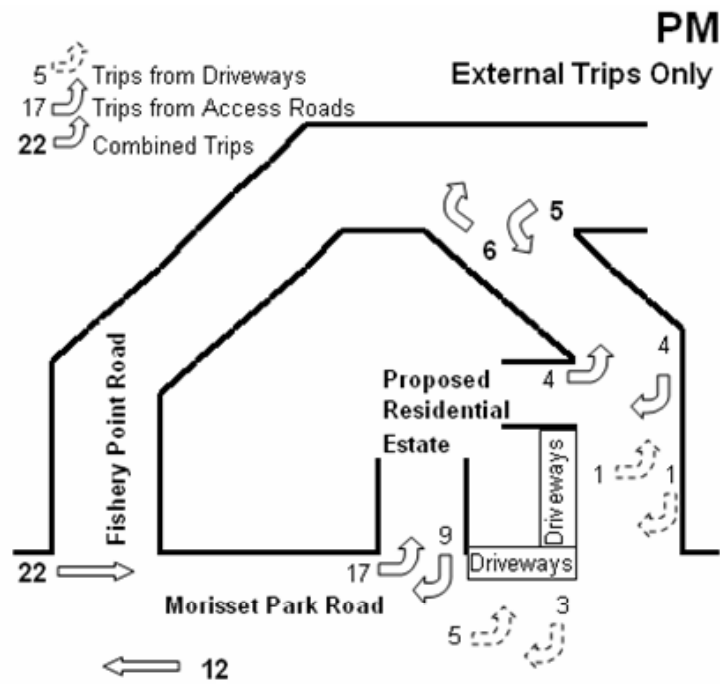 PM
External Trips Only
5 Trips from Driveways
17 Trips from Access Roads
22 Combined Trips
5
6
4
4
Proposed
Residential
Estate
Fishery Point Road
1
1
Driveways
9
17
Driveways
22
Morisset Park Road
3
5
12